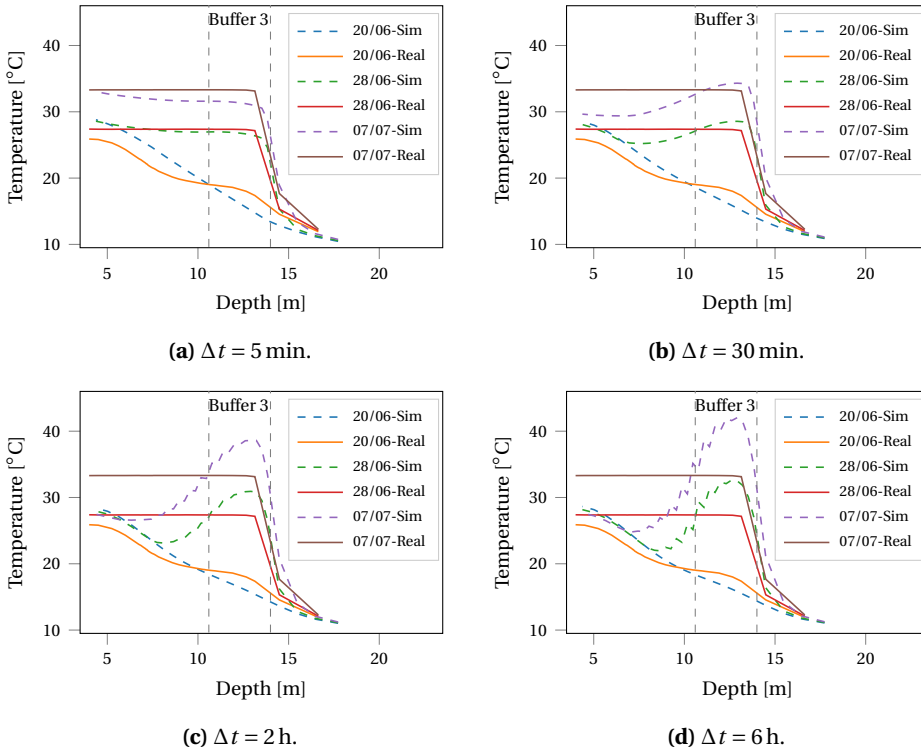 Buffer 3
20/06-Sim
20/06-Real
28/06-Sim
28/06-Real
07/07-Sim
07/07-Real
40
30
20
10
Temperature [°C]
5 10 15 20
Depth [m]
(a) Δt = 5 min.
Buffer 3
20/06-Sim
20/06-Real
28/06-Sim
28/06-Real
07/07-Sim
07/07-Real
40
30
20
10
Temperature [°C]
5 10 15 20
Depth [m]
(b) Δt = 30 min.
Buffer 3
20/06-Sim
20/06-Real
28/06-Sim
28/06-Real
07/07-Sim
07/07-Real
40
30
20
10
Temperature [°C]
5 10 15 20
Depth [m]
(c) Δt = 2 h.
Buffer 3
20/06-Sim
20/06-Real
28/06-Sim
28/06-Real
07/07-Sim
07/07-Real
40
30
20
10
Temperature [°C]
5 10 15 20
Depth [m]
(d) Δt = 6 h.